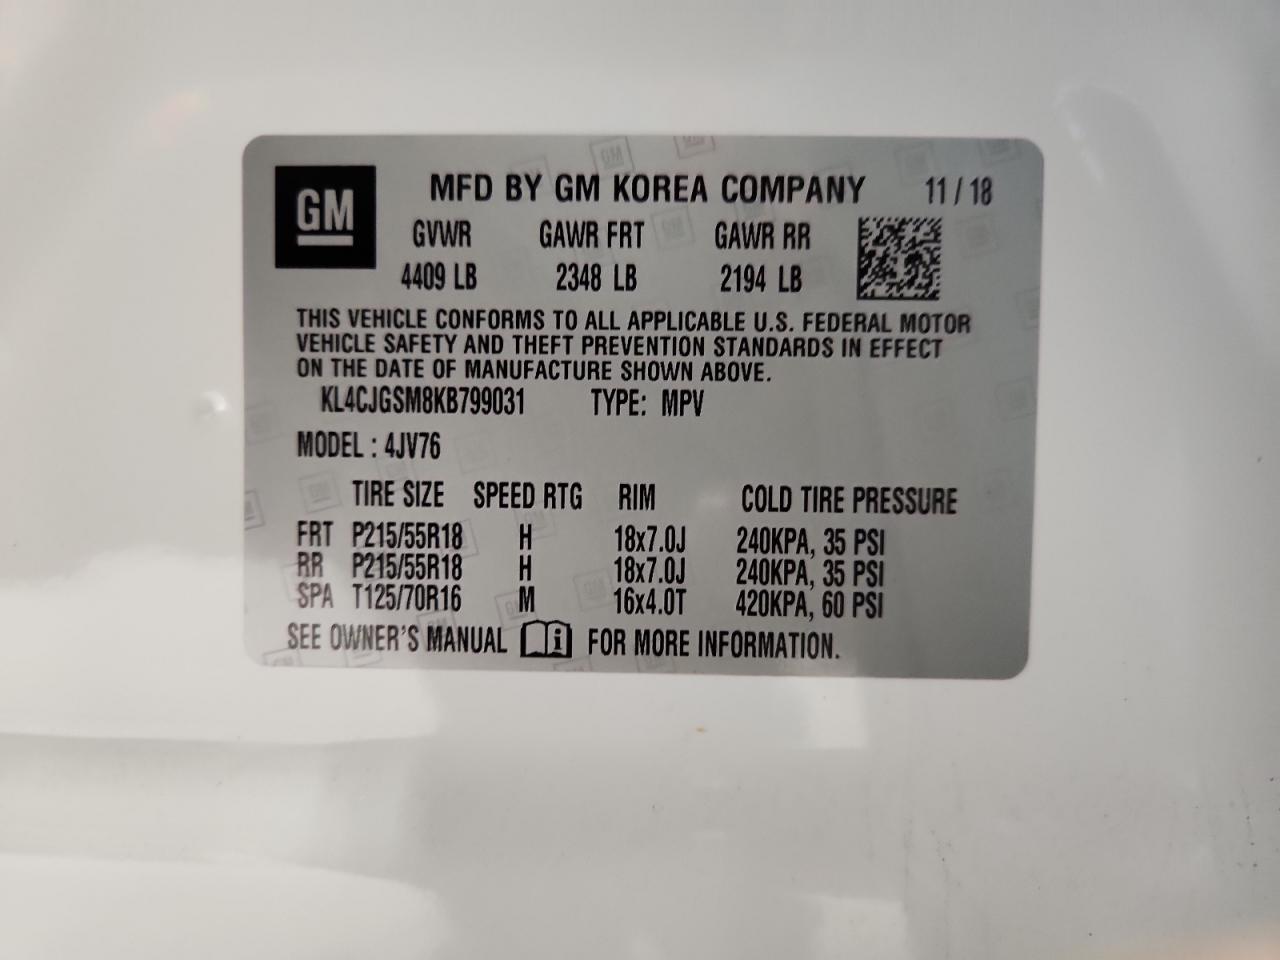 GM MFD BY GM KOREA COMPANY 11 / 18
GVWR GAWR FRT GAWR RR
4409 LB 2348 LB 2194 LB
THIS VEHICLE CONFORMS TO ALL APPLICABLE U.S. FEDERAL MOTOR
VEHICLE SAFETY AND THEFT PREVENTION STANDARDS IN EFFECT
ON THE DATE OF MANUFACTURE SHOWN ABOVE.
KL4CJGSM8KB799031 TYPE: MPV
MODEL : 4JV76
TIRE SIZE SPEED RTG RIM COLD TIRE PRESSURE
FRT P215/55R18 H 18x7.0J 240KPA, 35 PSI
RR P215/55R18 H 18x7.0J 240KPA, 35 PSI
SPA T125/70R16 M 16x4.0T 420KPA, 60 PSI
SEE OWNER'S MANUAL i FOR MORE INFORMATION.